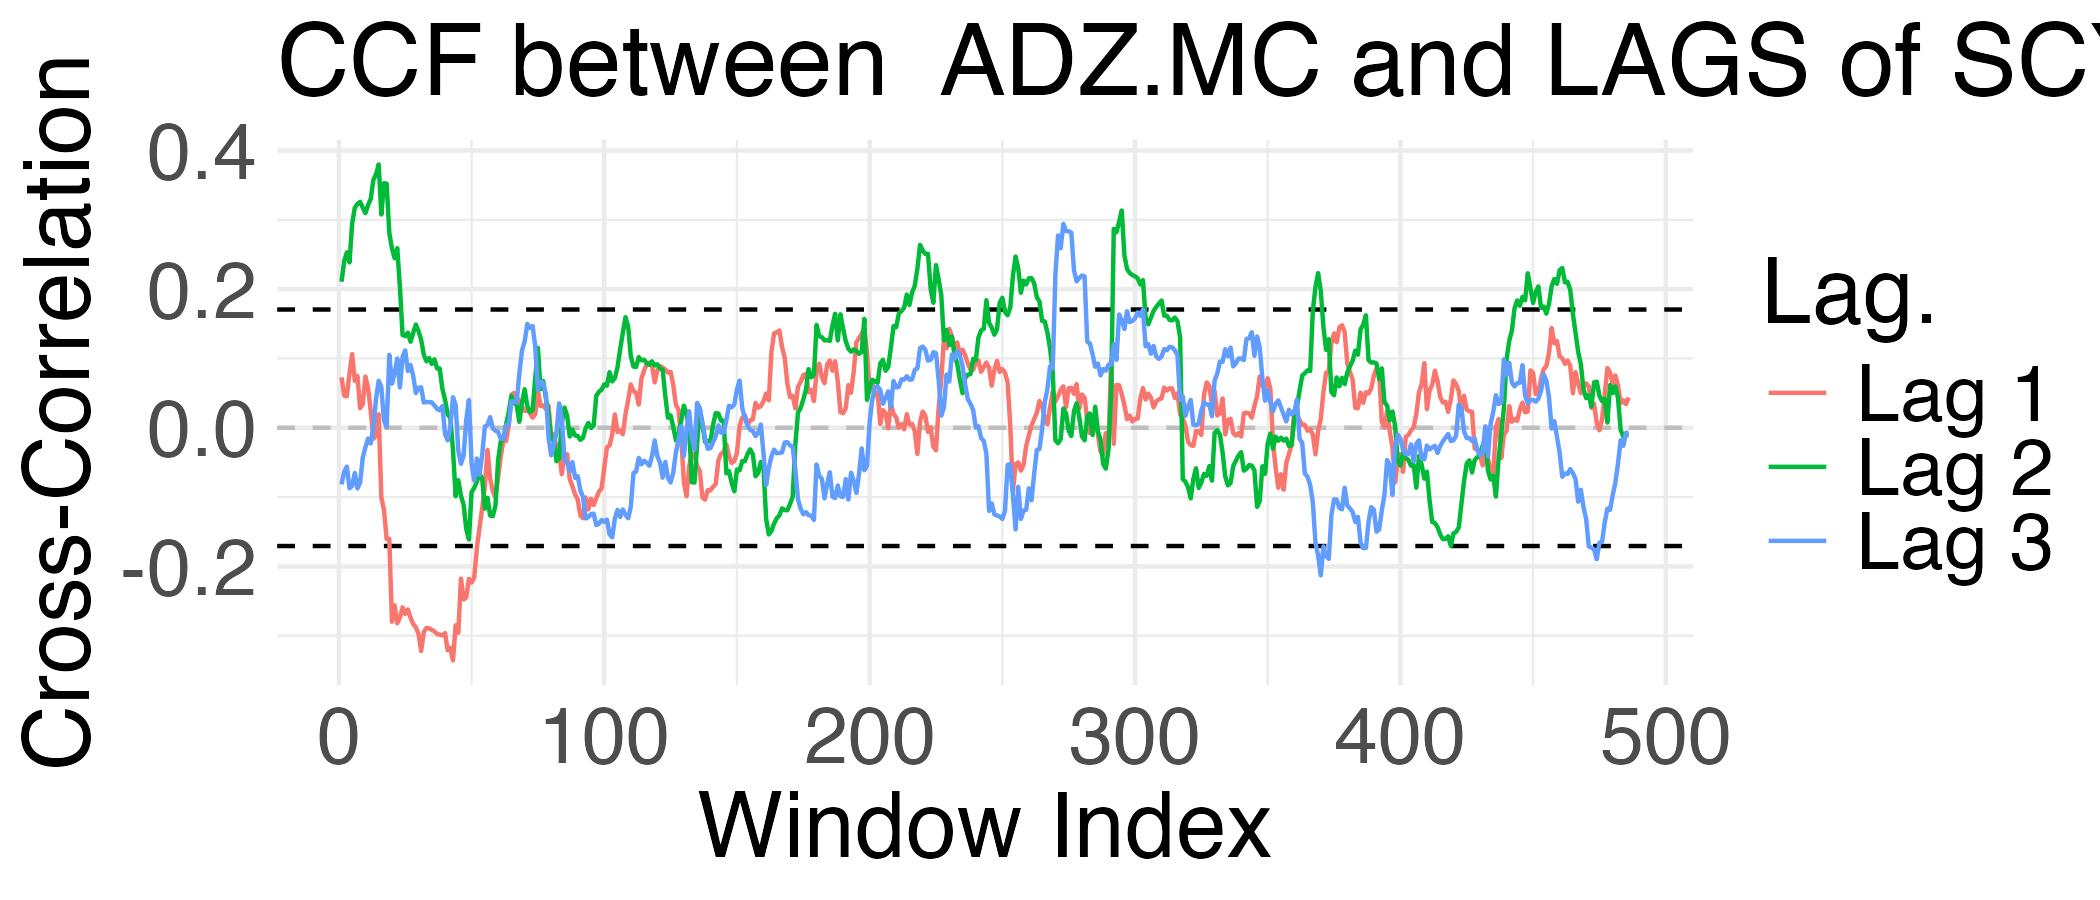 CCF between ADZ.MC and LAGS of SC
Cross-Correlation
0.4
0.2
0.0
-0.2
0 100 200 300 400 500
Window Index
Lag.
Lag 1
Lag 2
Lag 3